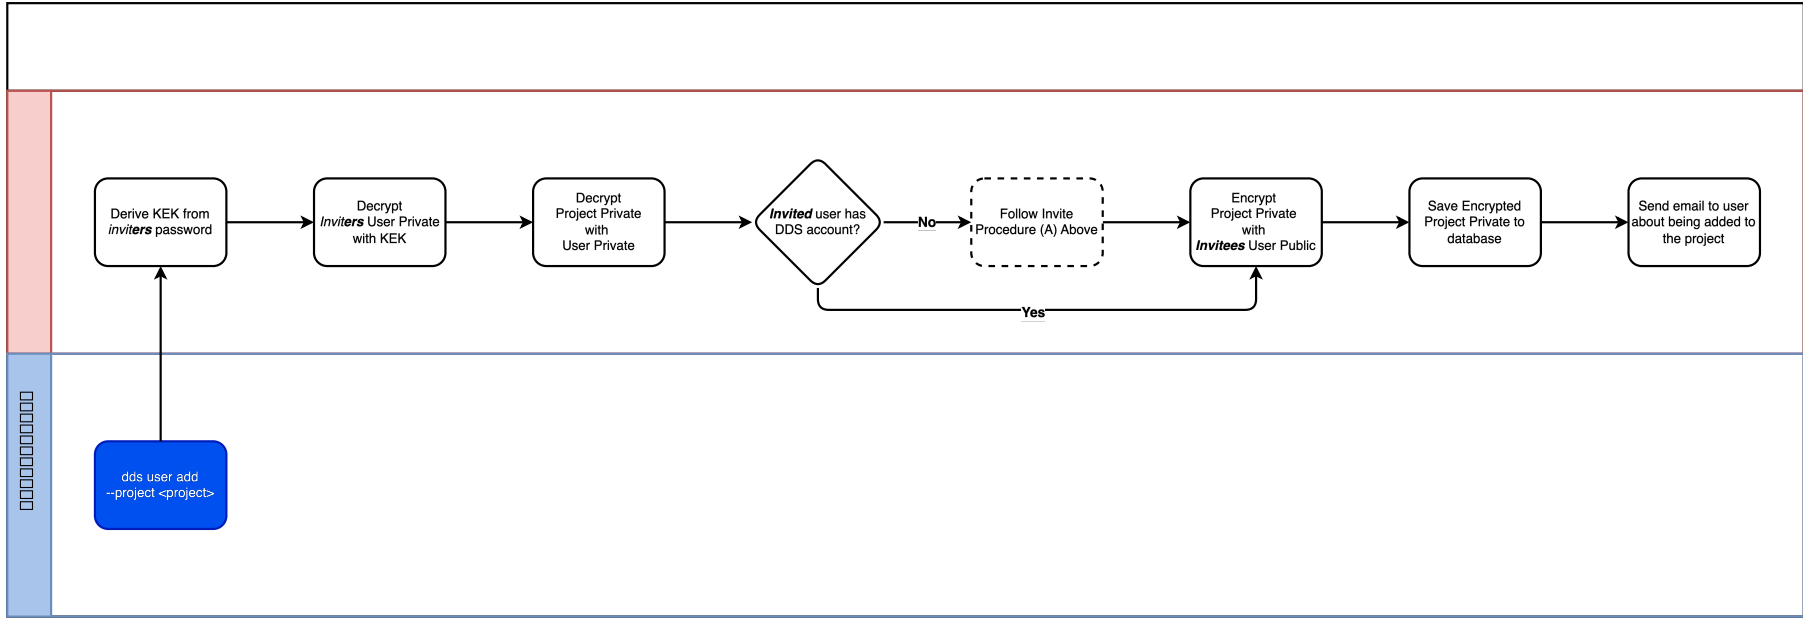 Derive KEK from
inviters password
Decrypt
Inviters User Private
with KEK
Decrypt
Project Private
with
User Private
Invited user has
DDS account?
No
Follow Invite
Procedure (A) Above
Encrypt
Project Private
with
Invitees User Public
Save Encrypted
Project Private to
database
Send email to user
about being added to
the project
Yes
dds user add
--project <project>